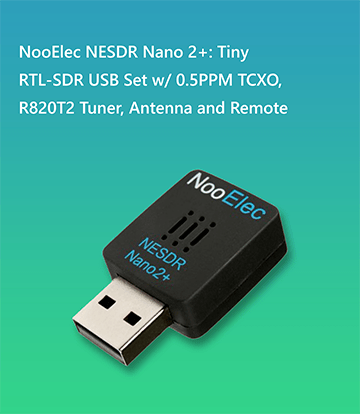 NooElec NESDR Nano 2+: Tiny
RTL-SDR USB Set w/ 0.5PPM TCXO,
R820T2 Tuner, Antenna and Remote
NooElec
NESDR
Nano2+